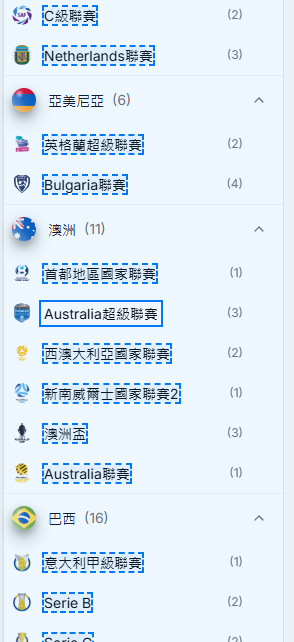 C級聯賽 (2)
Netherlands聯賽 (3)
亞美尼亞 (6)
英格蘭超級聯賽 (2)
Bulgaria聯賽 (4)
澳洲 (11)
首都地區國家聯賽 (1)
Australia超級聯賽 (3)
西澳大利亞國家聯賽 (2)
新南威爾士國家聯賽2 (1)
澳洲盃 (3)
Australia聯賽 (1)
巴西 (16)
意大利甲級聯賽 (1)
Serie B (2)